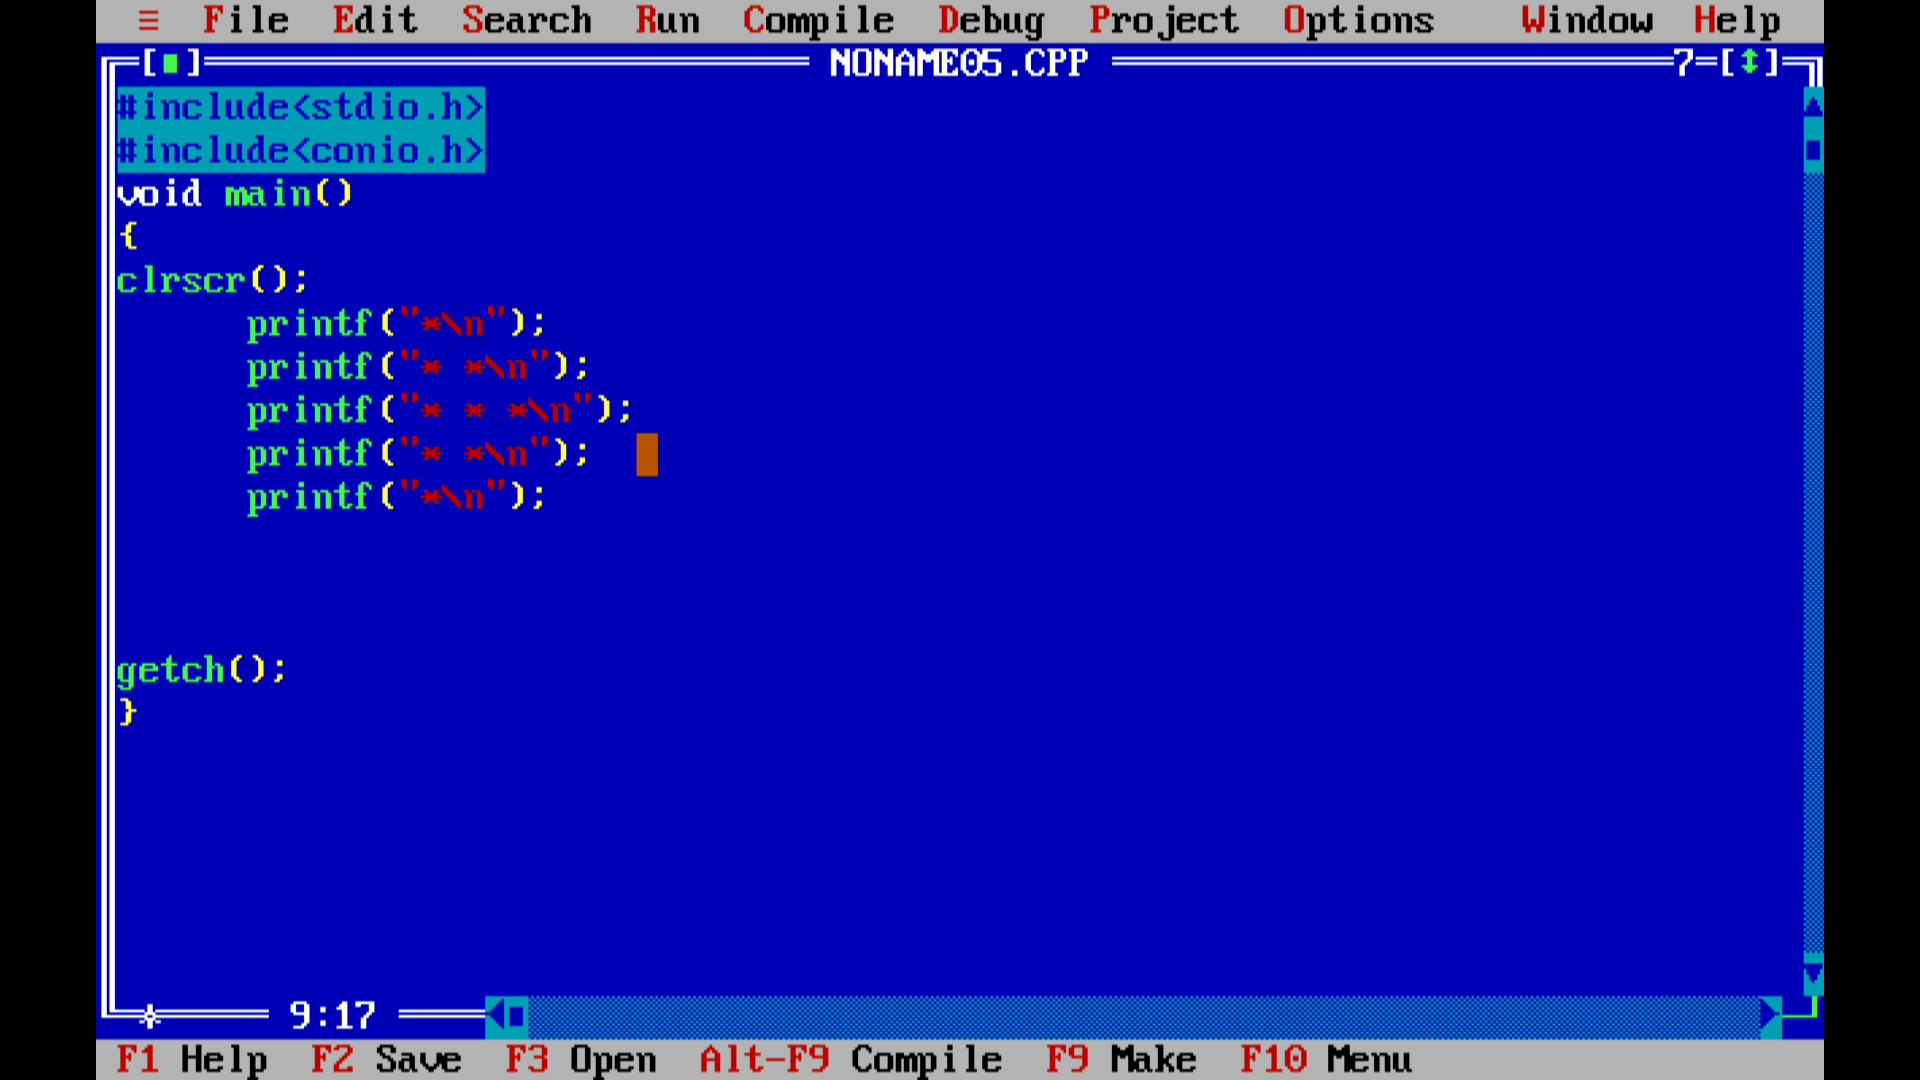 ≡ File Edit Search Run Compile Debug Project Options Window Help
[■] NONAME05.CPP 7=[↕]
#include<stdio.h>
#include<conio.h>
void main()
{
clrscr();
      printf("*\n");
      printf("* *\n");
      printf("* * *\n");
      printf("* *\n");
      printf("*\n");
getch();
}
* 9:17
F1 Help F2 Save F3 Open Alt-F9 Compile F9 Make F10 Menu